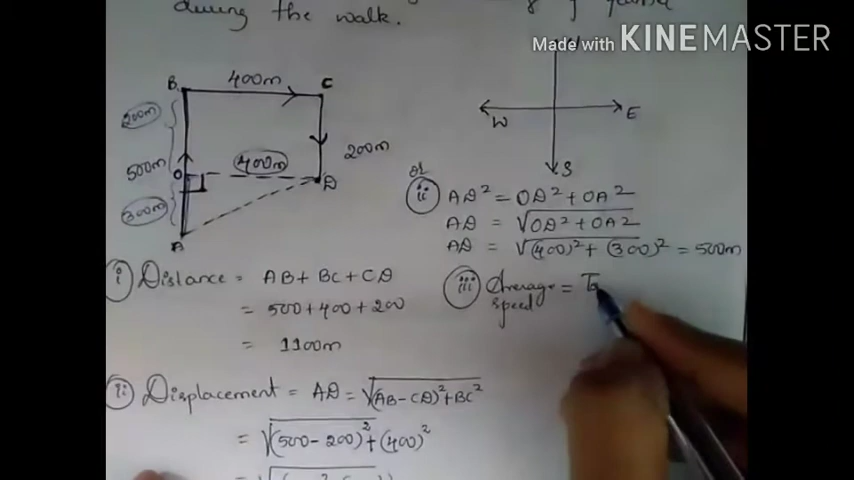 during the walk.
Made with KINEMASTER
B 400m C
200m
500m
O 400m D
200m
300m
A
W E
S
or
(ii) AD² = OD² + OA²
AD = √OD² + OA²
AD = √(400)² + (300)² = 500m
(i) Distance = AB + BC + CD
= 500 + 400 + 200
= 1100m
(iii) Average speed = To
(ii) Displacement = AD = √(AB - CD)² + BC²
= √(500 - 200)² + (400)²